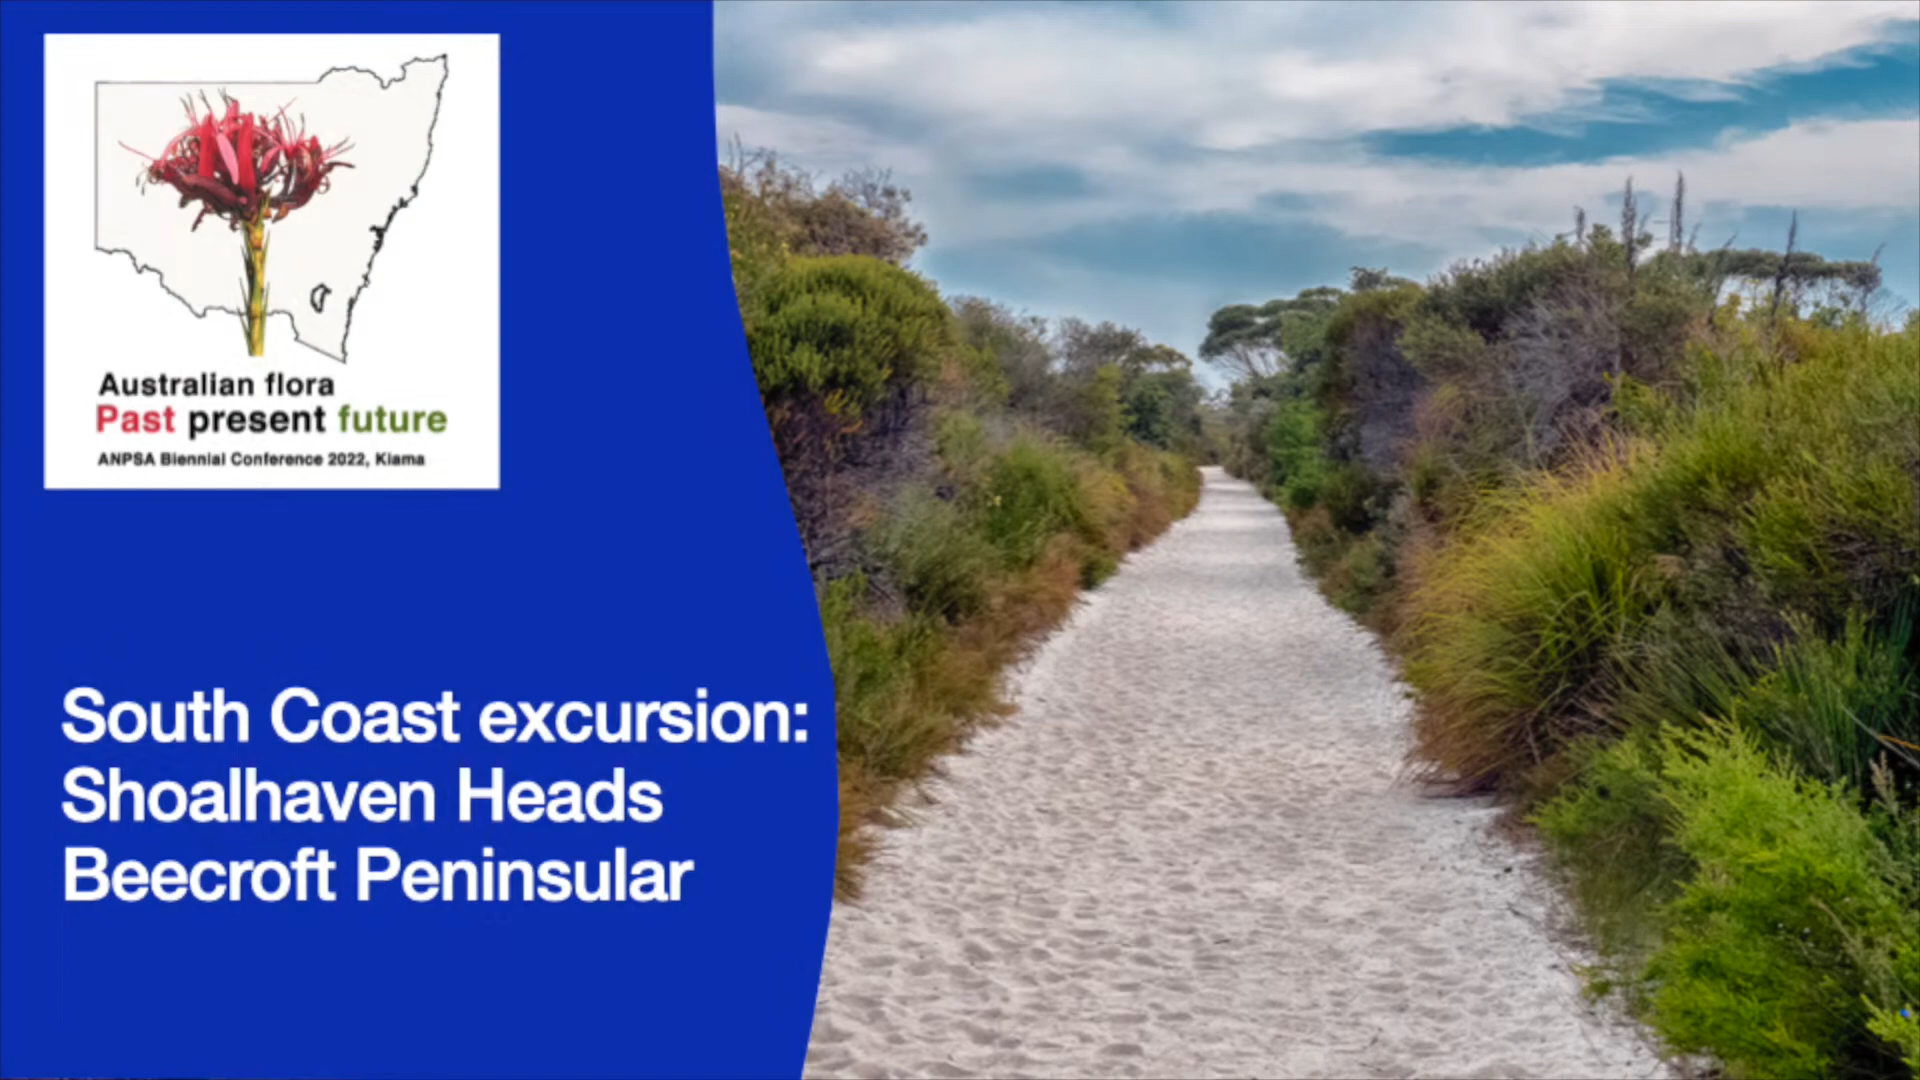 Australian flora
Past present future
ANPSA Biennial Conference 2022, Kiama
South Coast excursion:
Shoalhaven Heads
Beecroft Peninsular